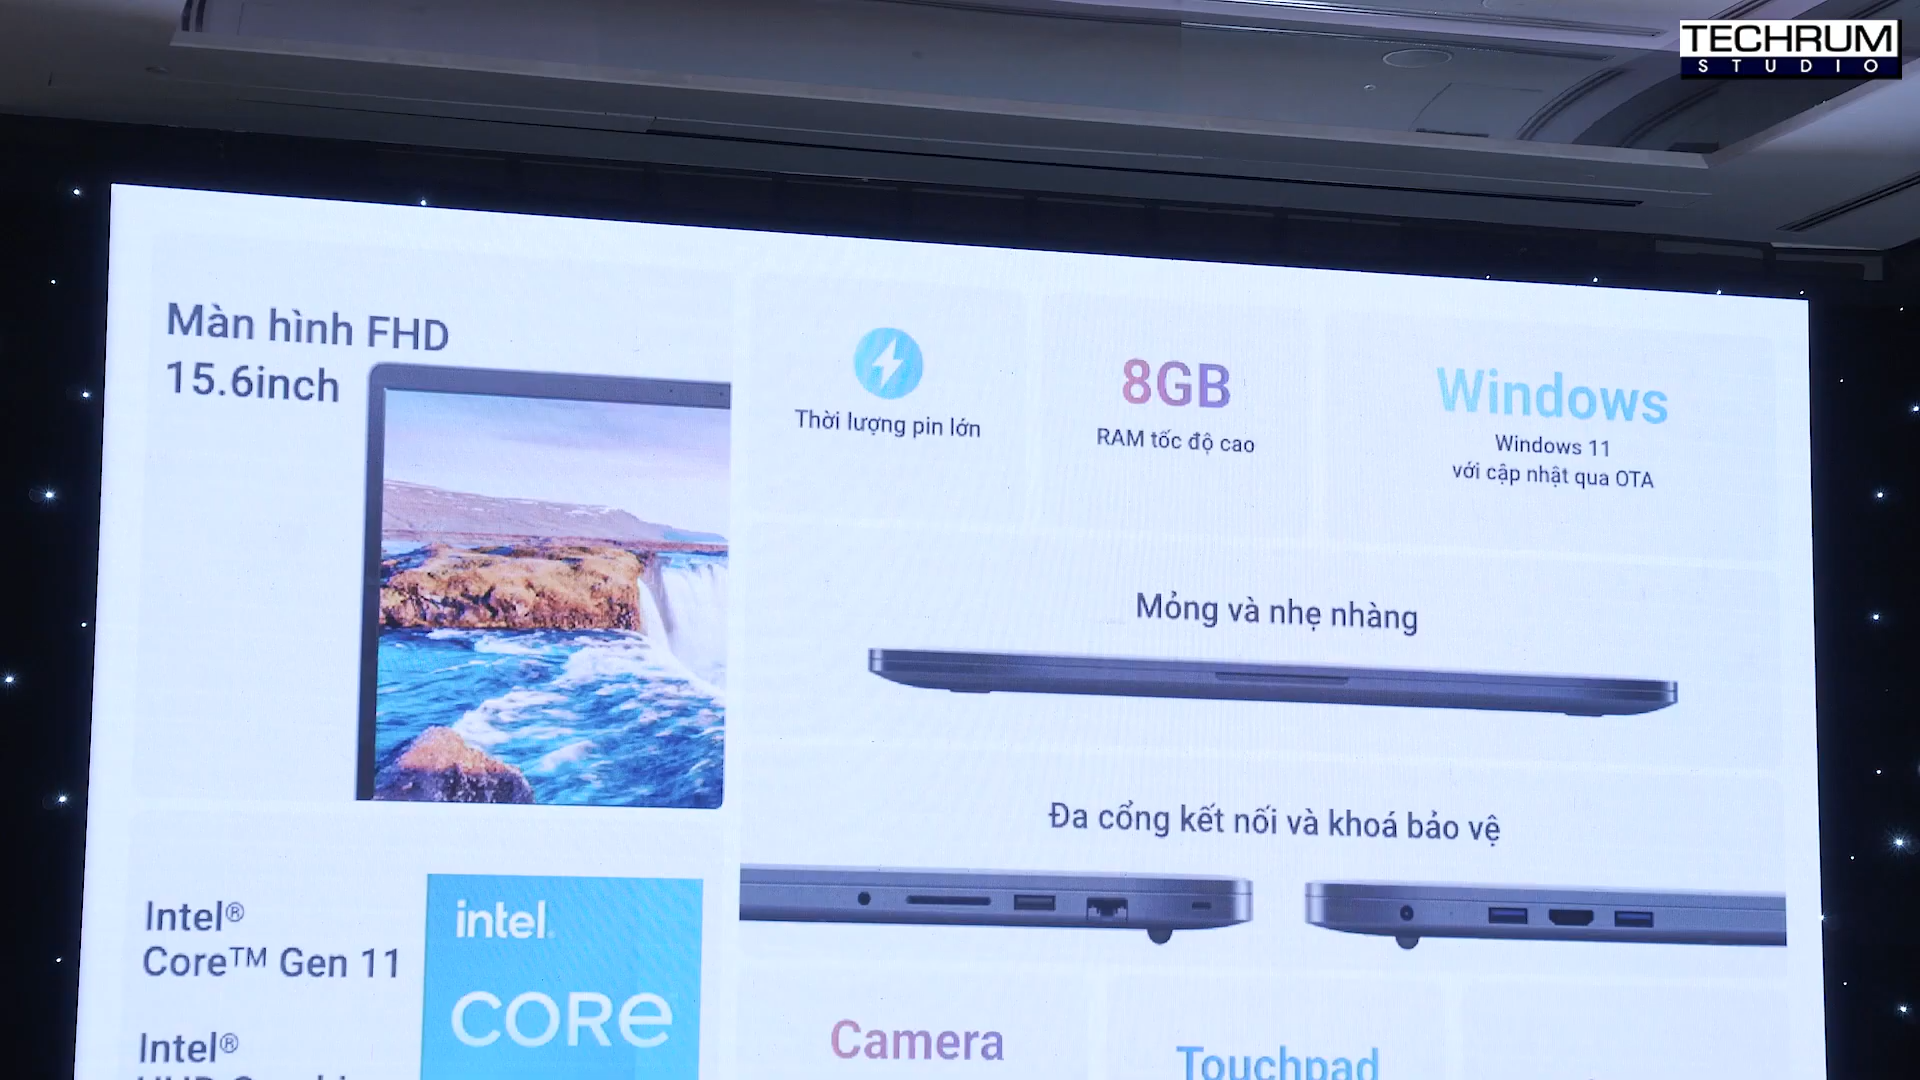 TECHRUM
STUDIO
Màn hình FHD
15.6inch
Thời lượng pin lớn
8GB
RAM tốc độ cao
Windows
Windows 11
với cập nhật qua OTA
Mỏng và nhẹ nhàng
Đa cổng kết nối và khoá bảo vệ
Intel®
Core™ Gen 11
intel.
CORe
Intel®
Camera
Touchpad